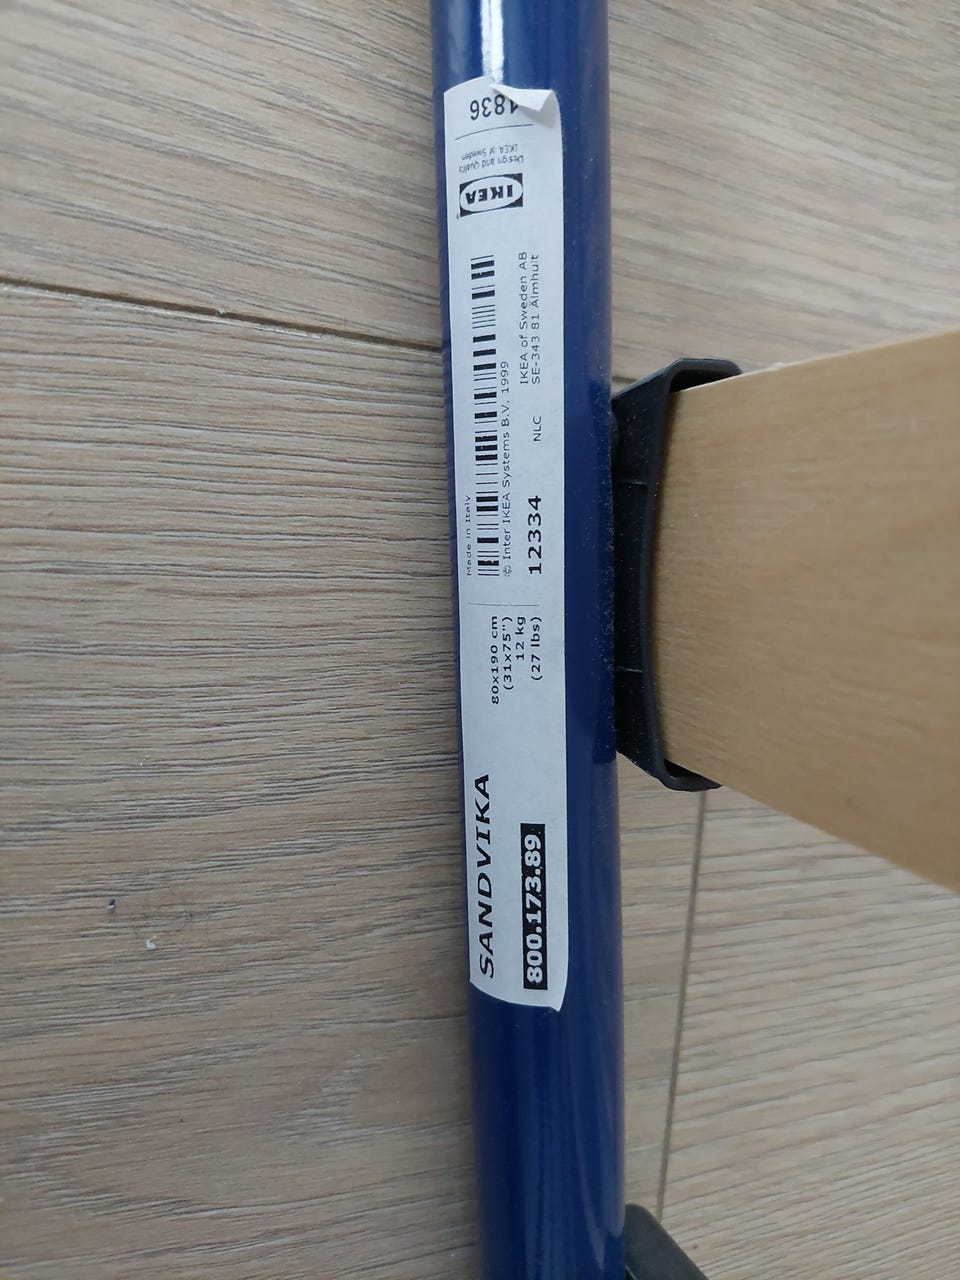 SANDVIKA
800.173.89
80x190 cm
(31x75")
12 kg
(27 lbs)
Made in Italy
© Inter IKEA Systems B.V. 1999
12334
NLC
IKEA of Sweden AB
SE-343 81 Älmhult
IKEA
®
Design and Quality
IKEA of Sweden
1836